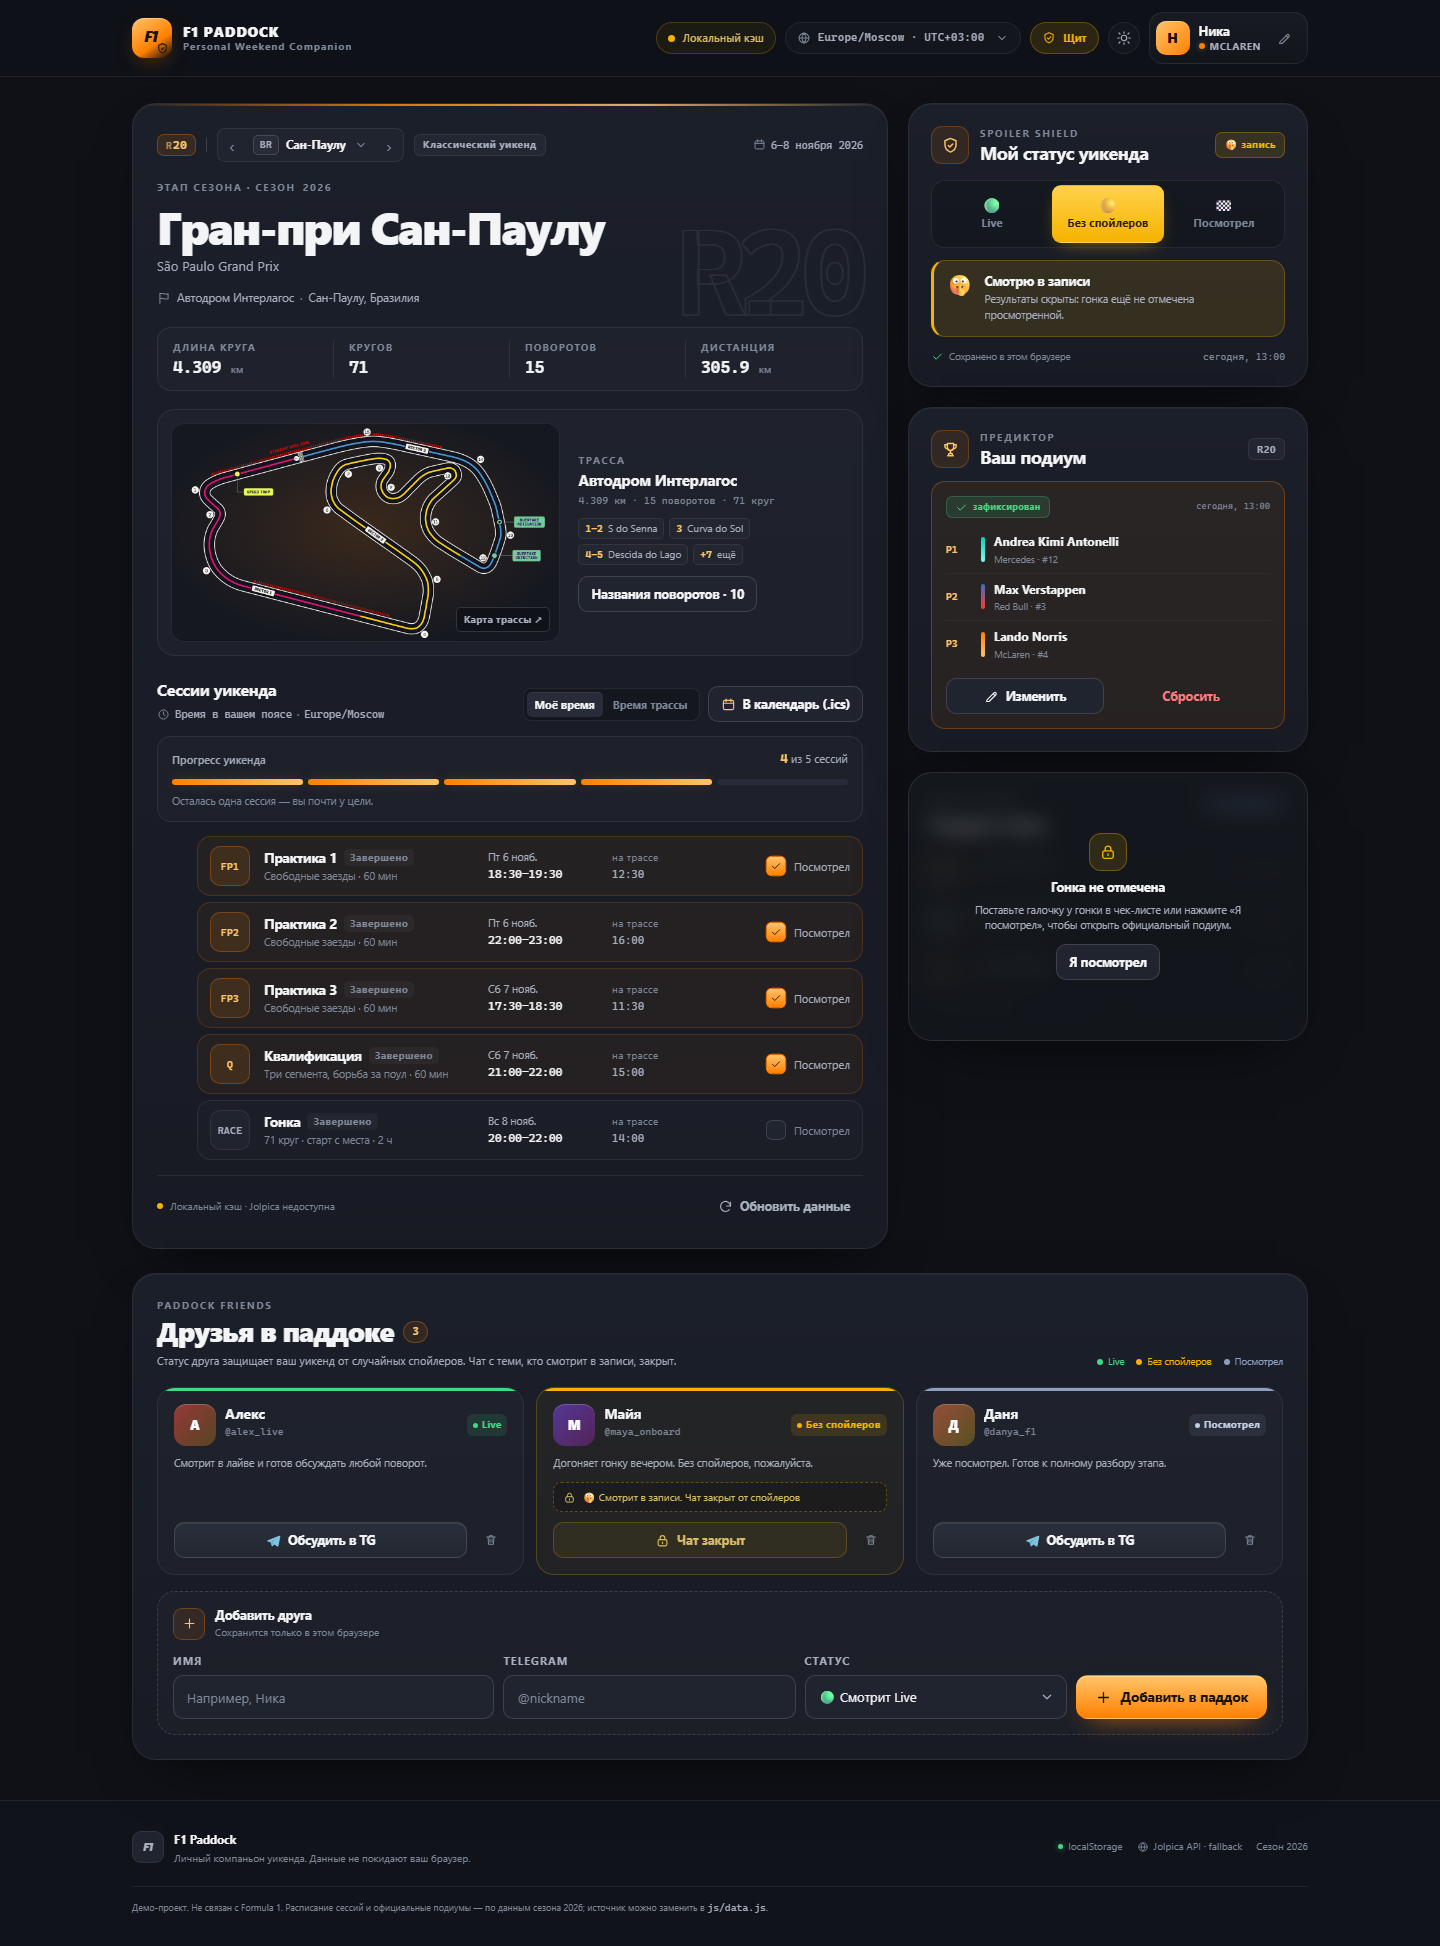 F1
F1 PADDOCK
Personal Weekend Companion
Локальный кэш
Europe/Moscow · UTC+03:00
Щит
Н
Ника
MCLAREN
R20
‹ BR Сан-Паулу ›
Классический уикенд
6–8 ноября 2026
ЭТАП СЕЗОНА · СЕЗОН 2026
Гран-при Сан-Паулу
São Paulo Grand Prix
R20
Автодром Интерлагос · Сан-Паулу, Бразилия
ДЛИНА КРУГА
4.309 км
КРУГОВ
71
ПОВОРОТОВ
15
ДИСТАНЦИЯ
305.9 км
SPEED TRAP
Карта трассы ↗
ТРАССА
Автодром Интерлагос
4.309 км · 15 поворотов · 71 круг
1–2 S do Senna
3 Curva do Sol
4–5 Descida do Lago
+7 ещё
Названия поворотов · 10
Сессии уикенда
Время в вашем поясе · Europe/Moscow
Моё время
Время трассы
В календарь (.ics)
Прогресс уикенда
4 из 5 сессий
Осталась одна сессия — вы почти у цели.
FP1
Практика 1 Завершено
Свободные заезды · 60 мин
Пт 6 нояб.
18:30–19:30
на трассе
12:30
Посмотрел
FP2
Практика 2 Завершено
Свободные заезды · 60 мин
Пт 6 нояб.
22:00–23:00
на трассе
16:00
Посмотрел
FP3
Практика 3 Завершено
Свободные заезды · 60 мин
Сб 7 нояб.
17:30–18:30
на трассе
11:30
Посмотрел
Q
Квалификация Завершено
Три сегмента, борьба за поул · 60 мин
Сб 7 нояб.
21:00–22:00
на трассе
15:00
Посмотрел
RACE
Гонка Завершено
71 круг · старт с места · 2 ч
Вс 8 нояб.
20:00–22:00
на трассе
14:00
Посмотрел
Локальный кэш · Jolpica недоступна
Обновить данные
SPOILER SHIELD
Мой статус уикенда
запись
Live
Без спойлеров
Посмотрел
Смотрю в записи
Результаты скрыты: гонка ещё не отмечена
просмотренной.
Сохранено в этом браузере
сегодня, 13:00
ПРЕДИКТОР
Ваш подиум
R20
зафиксирован
сегодня, 13:00
P1
Andrea Kimi Antonelli
Mercedes · #12
P2
Max Verstappen
Red Bull · #3
P3
Lando Norris
McLaren · #4
Изменить
Сбросить
Гонка не отмечена
Поставьте галочку у гонки в чек-листе или нажмите «Я
посмотрел», чтобы открыть официальный подиум.
Я посмотрел
PADDOCK FRIENDS
Друзья в паддоке 3
Статус друга защищает ваш уикенд от случайных спойлеров. Чат с теми, кто смотрит в записи, закрыт.
Live
Без спойлеров
Посмотрел
А
Алекс
@alex_live
Live
Смотрит в лайве и готов обсуждать любой поворот.
Обсудить в TG
М
Майя
@maya_onboard
Без спойлеров
Догоняет гонку вечером. Без спойлеров, пожалуйста.
Смотрит в записи. Чат закрыт от спойлеров
Чат закрыт
Д
Даня
@danya_f1
Посмотрел
Уже посмотрел. Готов к полному разбору этапа.
Обсудить в TG
Добавить друга
Сохранится только в этом браузере
ИМЯ
Например, Ника
TELEGRAM
@nickname
СТАТУС
Смотрит Live
Добавить в паддок
F1
F1 Paddock
Личный компаньон уикенда. Данные не покидают ваш браузер.
localStorage
Jolpica API · fallback
Сезон 2026
Демо-проект. Не связан с Formula 1. Расписание сессий и официальные подиумы — по данным сезона 2026; источник можно заменить в js/data.js.